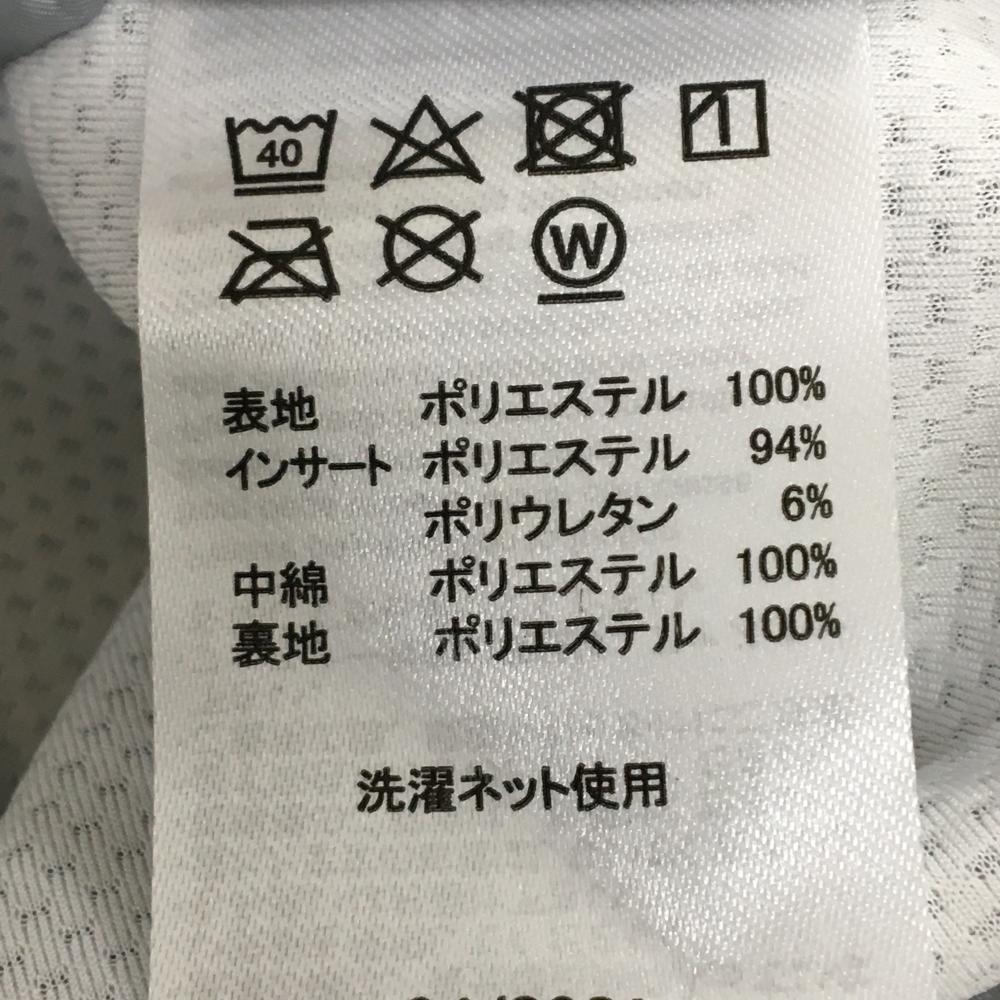 40
W
表地 ポリエステル 100%
インサート ポリエステル 94%
ポリウレタン 6%
中綿 ポリエステル 100%
裏地 ポリエステル 100%
洗濯ネット使用